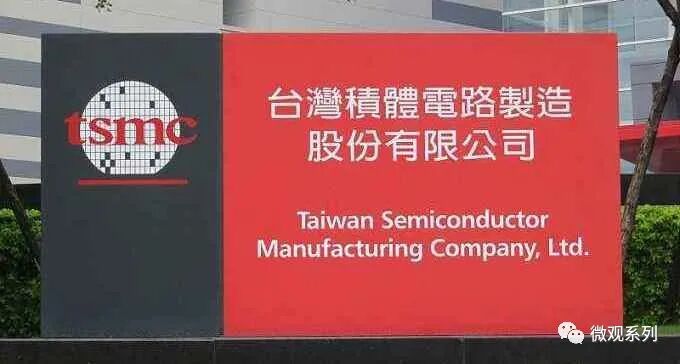 tsmc
台灣積體電路製造
股份有限公司
Taiwan Semiconductor
Manufacturing Company, Ltd.
微观系列